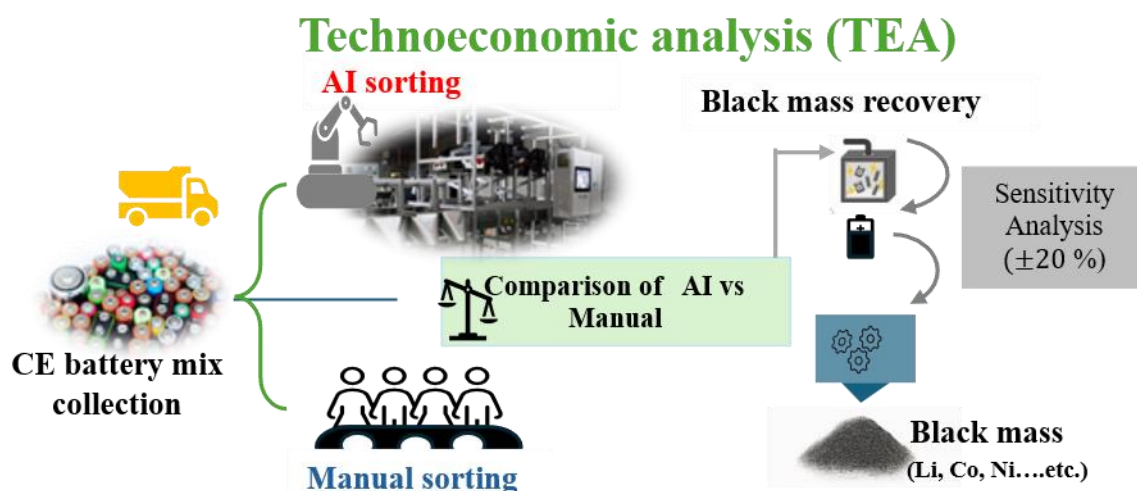 Technoeconomic analysis (TEA)
AI sorting
Black mass recovery
Sensitivity
Analysis
(±20 %)
Comparison of AI vs
Manual
CE battery mix
collection
Manual sorting
Black mass
(Li, Co, Ni….etc.)